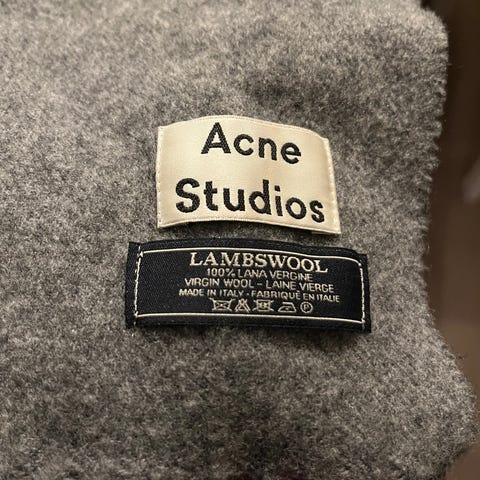 Acne
Studios
LAMBSWOOL
100% LANA VERGINE
VIRGIN WOOL - LAINE VIERGE
MADE IN ITALY - FABRIQUÉ EN ITALIE
P